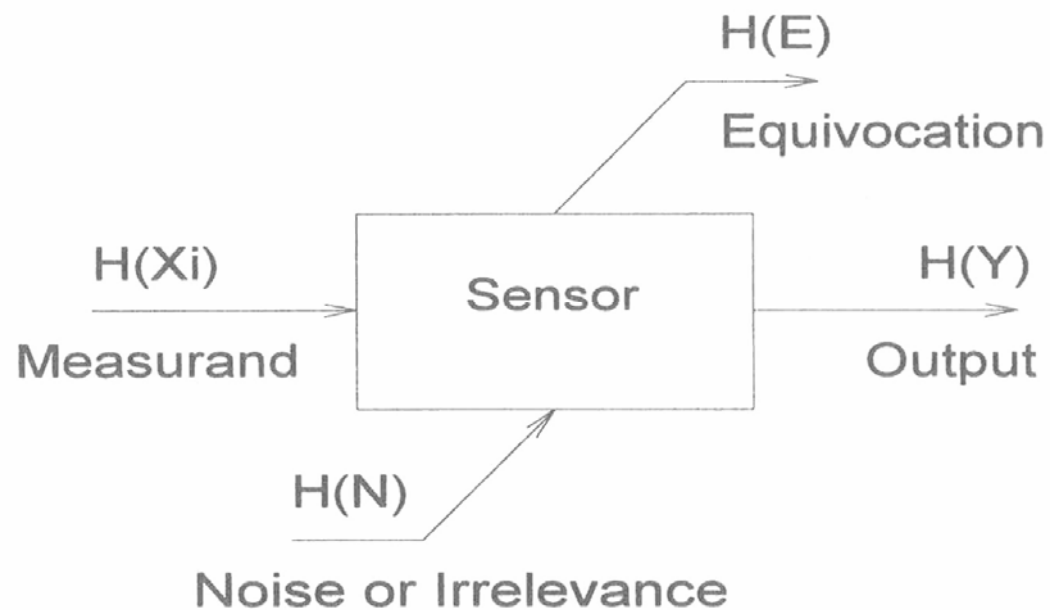 H(E)
Equivocation
H(Xi)
Measurand
Sensor
H(Y)
Output
H(N)
Noise or Irrelevance